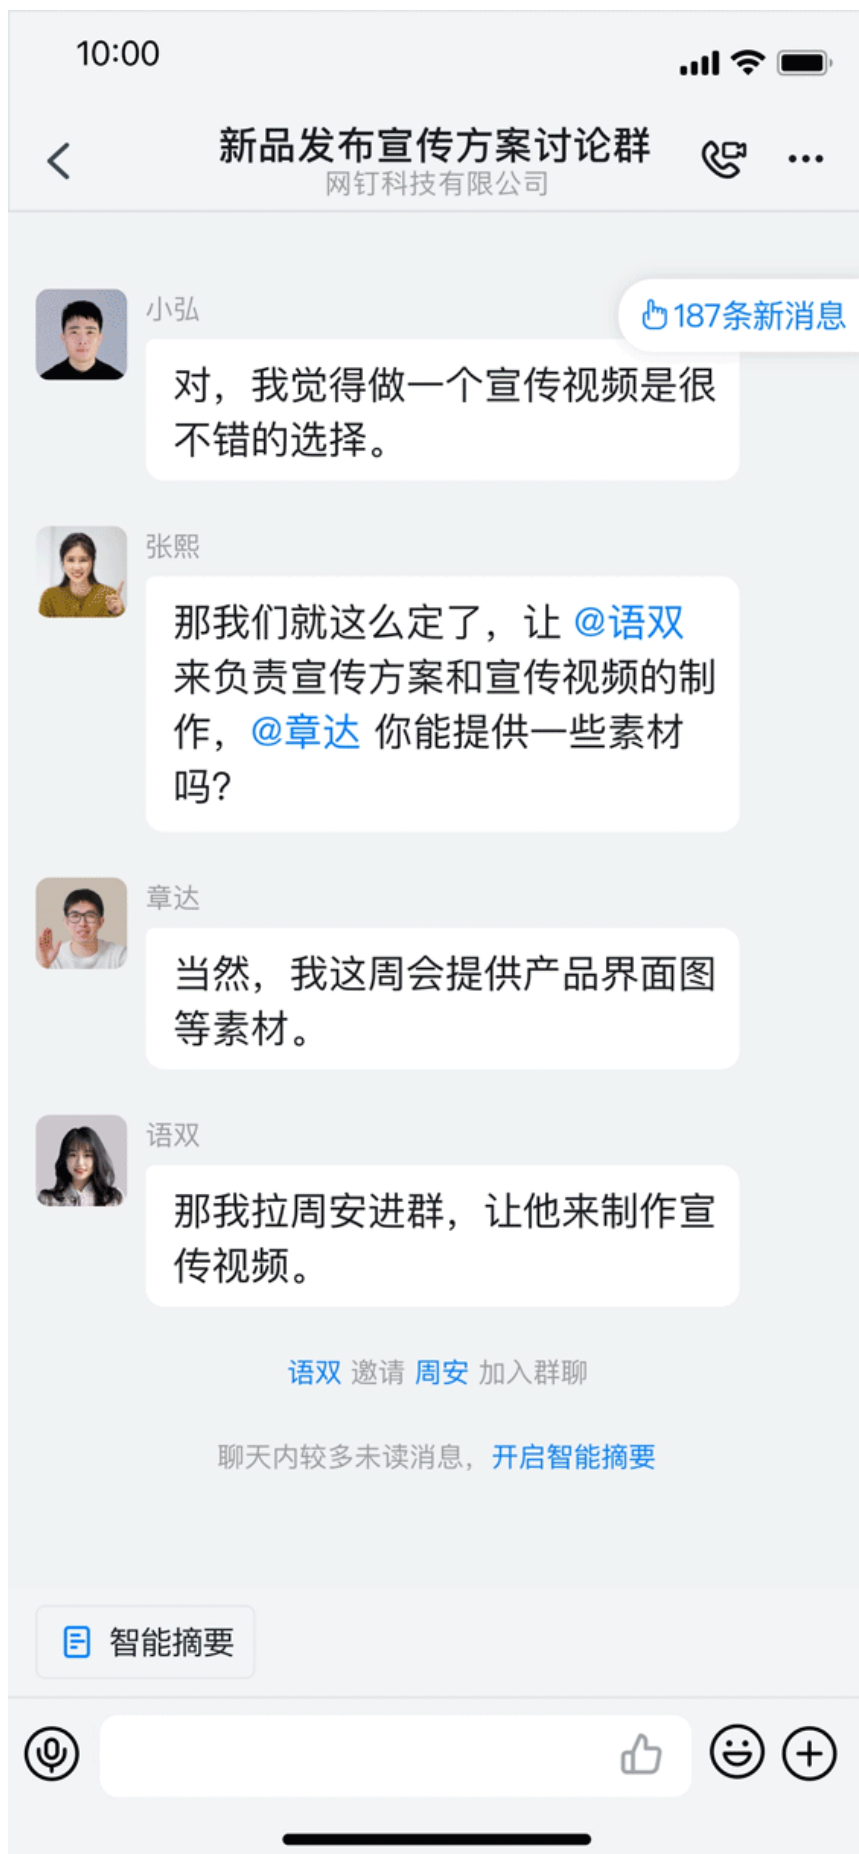 10:00
新品发布宣传方案讨论群
网钉科技有限公司
187条新消息
小弘
对，我觉得做一个宣传视频是很
不错的选择。
张熙
那我们就这么定了，让 @语双
来负责宣传方案和宣传视频的制
作，@章达 你能提供一些素材
吗?
章达
当然，我这周会提供产品界面图
等素材。
语双
那我拉周安进群，让他来制作宣
传视频。
语双 邀请 周安 加入群聊
聊天内较多未读消息，开启智能摘要
智能摘要